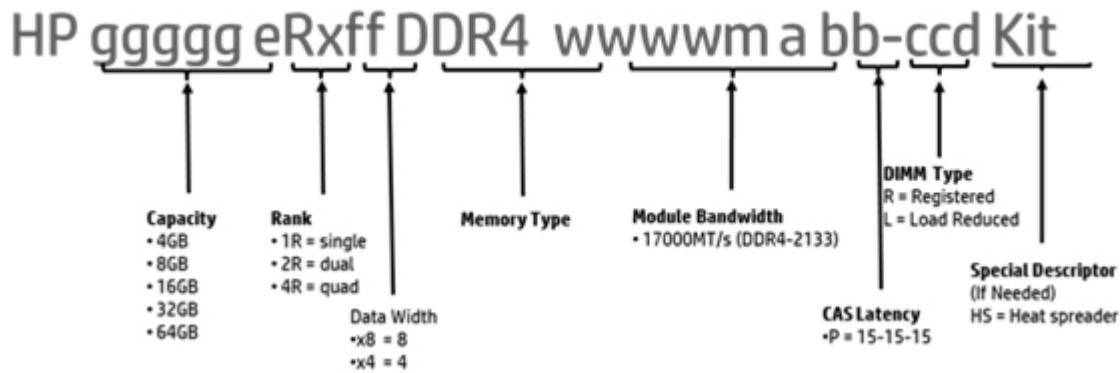 HP ggggg eRxff DDR4 wwwwm a bb-ccd Kit
Capacity
• 4GB
• 8GB
• 16GB
• 32GB
• 64GB
Rank
• 1R = single
• 2R = dual
• 4R = quad
Data Width
•x8 = 8
•x4 = 4
Memory Type
Module Bandwidth
• 17000MT/s (DDR4-2133)
CAS Latency
•P = 15-15-15
DIMM Type
R = Registered
L = Load Reduced
Special Descriptor
(If Needed)
HS = Heat spreader